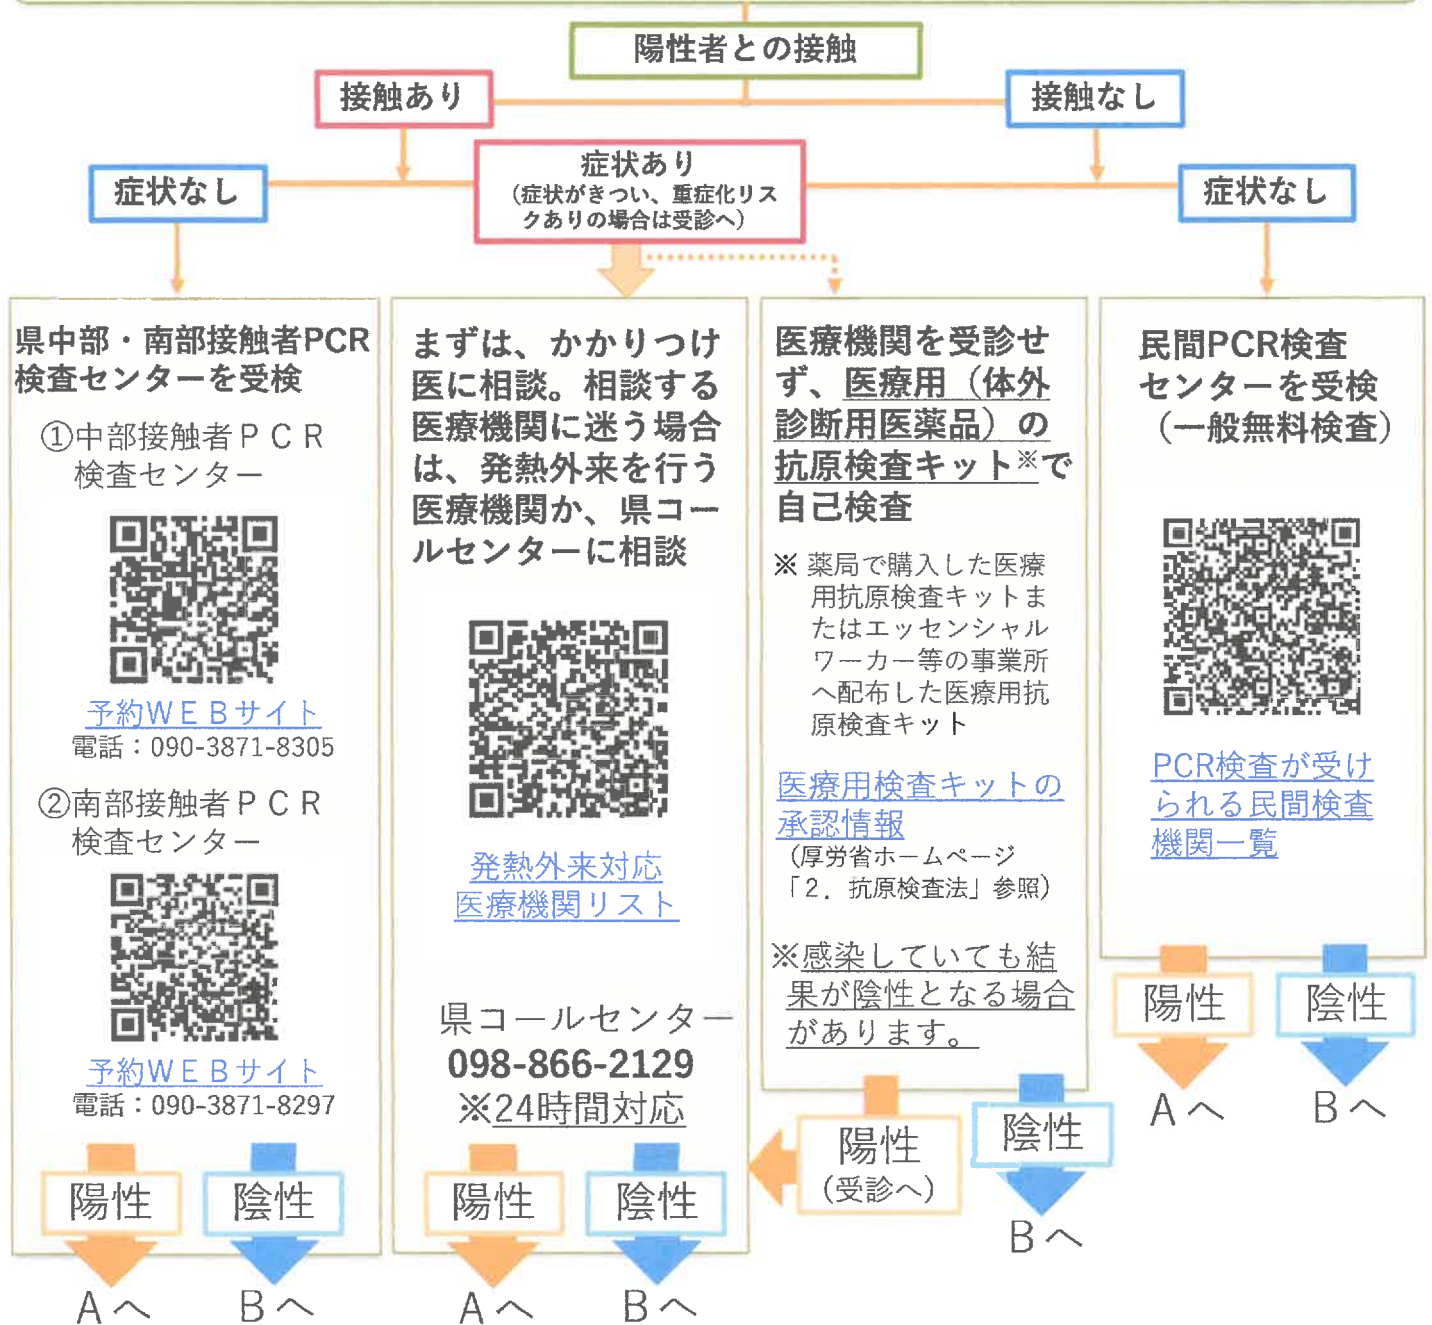 陽性者との接触
接触あり
接触なし
症状なし
症状あり
（症状がきつい、重症化リス
クありの場合は受診へ）
症状なし
県中部・南部接触者PCR
検査センターを受検
①中部接触者ＰＣＲ
検査センター
予約ＷＥＢサイト
電話：090-3871-8305
②南部接触者ＰＣＲ
検査センター
予約ＷＥＢサイト
電話：090-3871-8297
陽性
陰性
Aへ
Bへ
まずは、かかりつけ
医に相談。相談する
医療機関に迷う場合
は、発熱外来を行う
医療機関か、県コー
ルセンターに相談
発熱外来対応
医療機関リスト
県コールセンター
098-866-2129
※24時間対応
陽性
陰性
Aへ
Bへ
医療機関を受診せ
ず、医療用（体外
診断用医薬品）の
抗原検査キット※で
自己検査
※ 薬局で購入した医療
用抗原検査キットま
たはエッセンシャル
ワーカー等の事業所
へ配布した医療用抗
原検査キット
医療用検査キットの
承認情報
（厚労省ホームページ
「２．抗原検査法」参照）
※感染していても結
果が陰性となる場合
があります。
陽性
（受診へ）
陰性
Bへ
民間PCR検査
センターを受検
（一般無料検査）
PCR検査が受け
られる民間検査
機関一覧
陽性
陰性
Aへ
Bへ